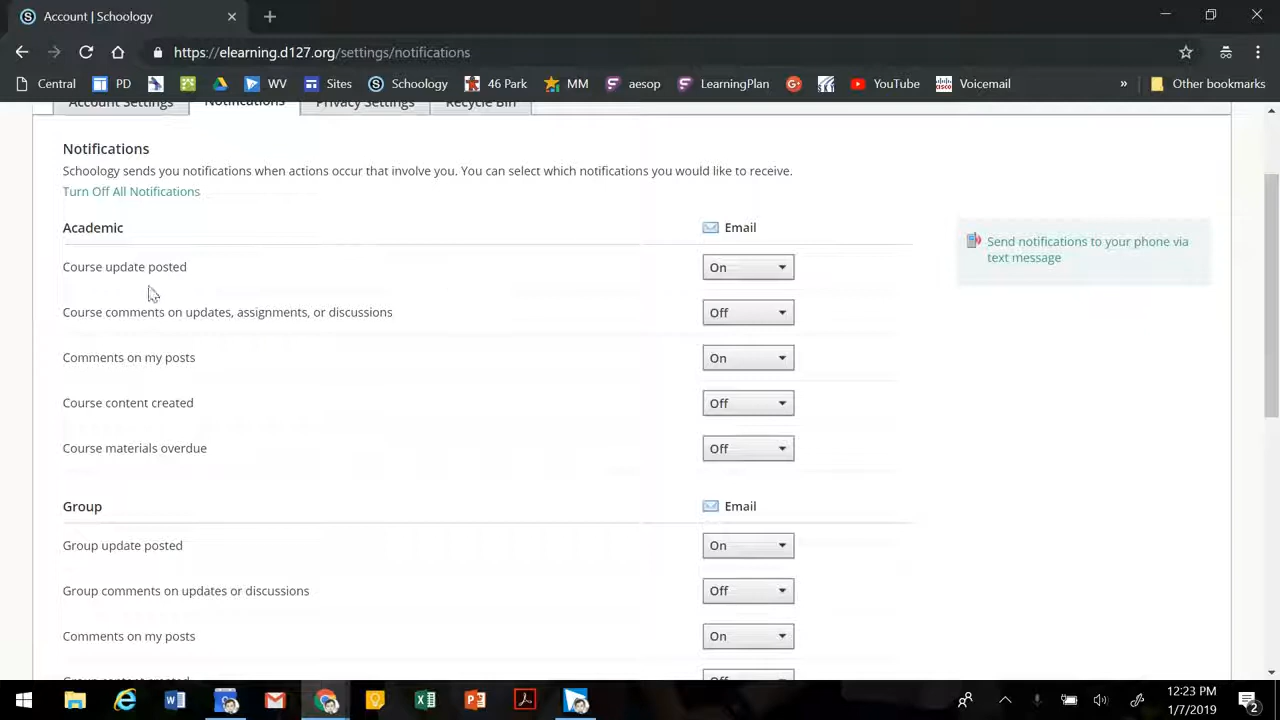 Account | Schoology
https://elearning.d127.org/settings/notifications
Central
PD
WV
Sites
Schoology
46 Park
MM
aesop
LearningPlan
YouTube
Voicemail
»
Other bookmarks
Account Settings
Notifications
Privacy Settings
Recycle Bin
Notifications
Schoology sends you notifications when actions occur that involve you. You can select which notifications you would like to receive.
Turn Off All Notifications
Academic
Email
Send notifications to your phone via
text message
Course update posted
On
Course comments on updates, assignments, or discussions
Off
Comments on my posts
On
Course content created
Off
Course materials overdue
Off
Group
Email
Group update posted
On
Group comments on updates or discussions
Off
Comments on my posts
On
Group content created
Off
12:23 PM
1/7/2019
2